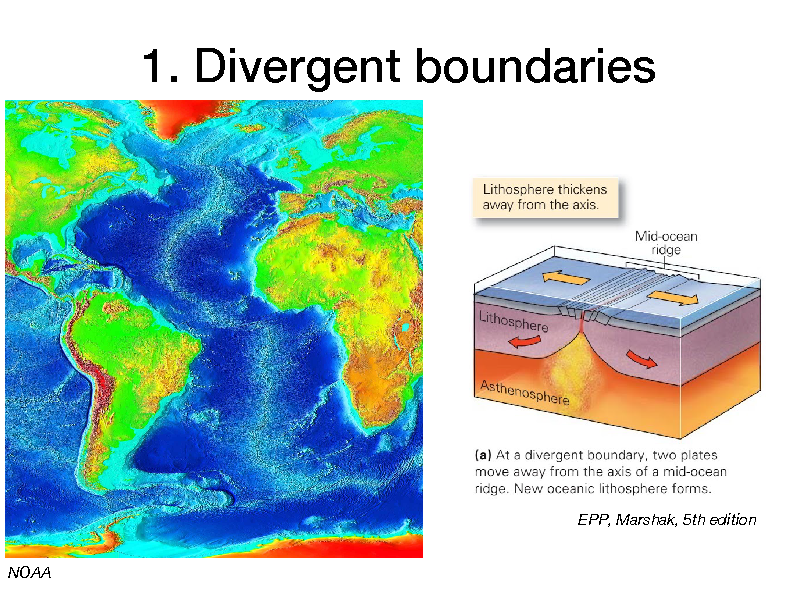 1. Divergent boundaries
Lithosphere thickens
away from the axis.
Mid-ocean
ridge
Lithosphere
Asthenosphere
(a) At a divergent boundary, two plates
move away from the axis of a mid-ocean
ridge. New oceanic lithosphere forms.
EPP, Marshak, 5th edition
NOAA